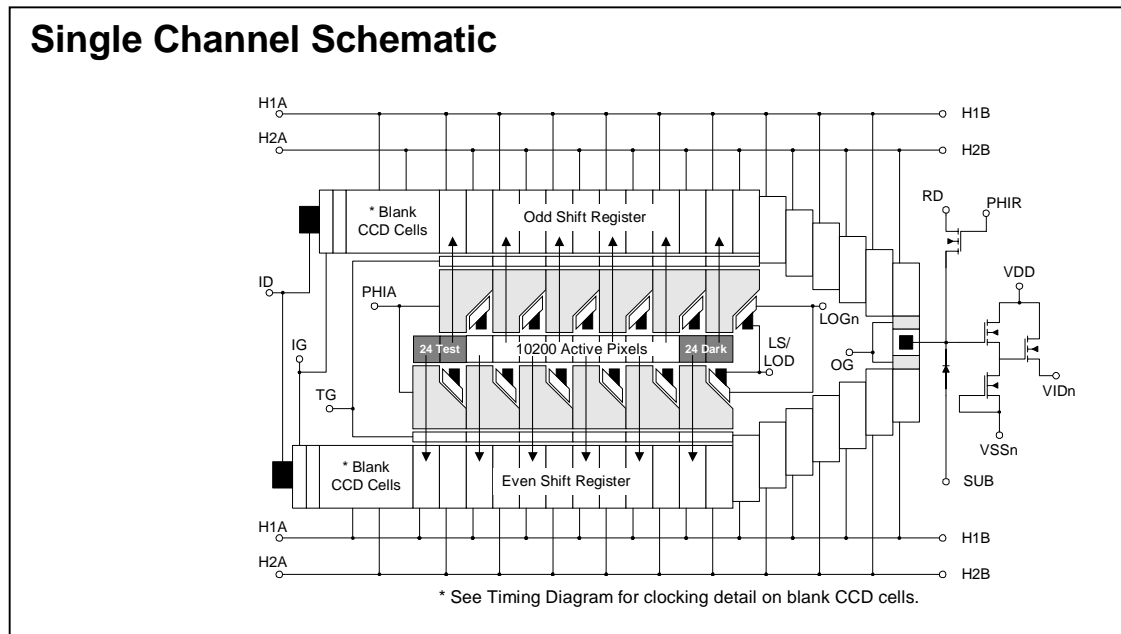 Single Channel Schematic
H1A
H1B
H2A
H2B
RD
PHIR
* Blank
CCD Cells
Odd Shift Register
VDD
ID
PHIA
LOGn
IG
24 Test
10200 Active Pixels
24 Dark
LS/
LOD
OG
TG
VIDn
VSSn
* Blank
CCD Cells
Even Shift Register
SUB
H1A
H1B
H2A
H2B
* See Timing Diagram for clocking detail on blank CCD cells.